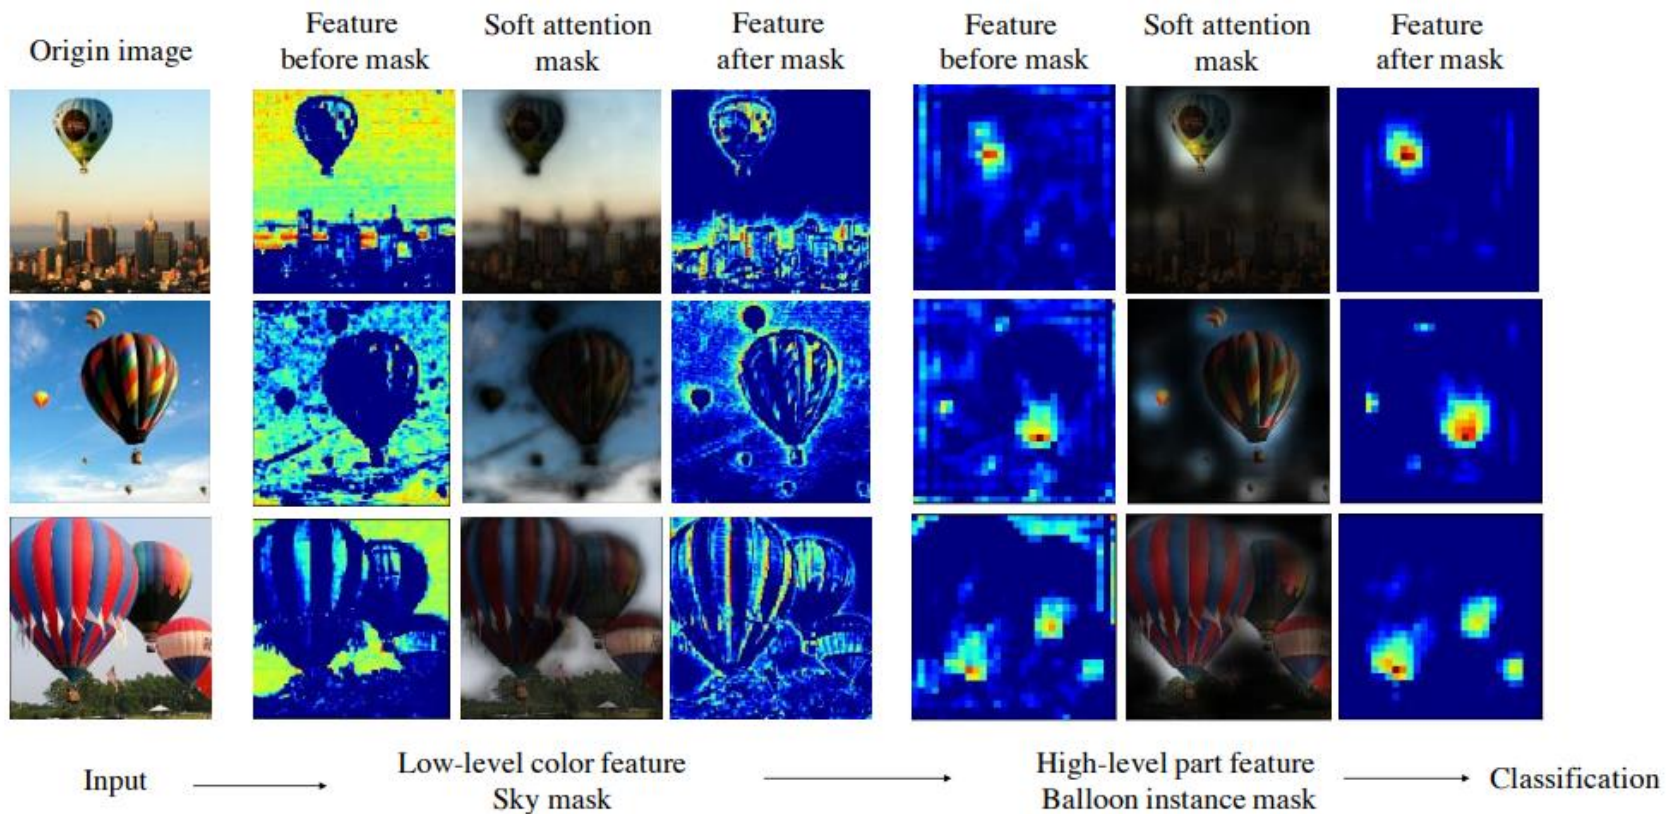 Origin image
Feature
before mask
Soft attention
mask
Feature
after mask
Feature
before mask
Soft attention
mask
Feature
after mask
Input
Low-level color feature
Sky mask
High-level part feature
Balloon instance mask
Classification